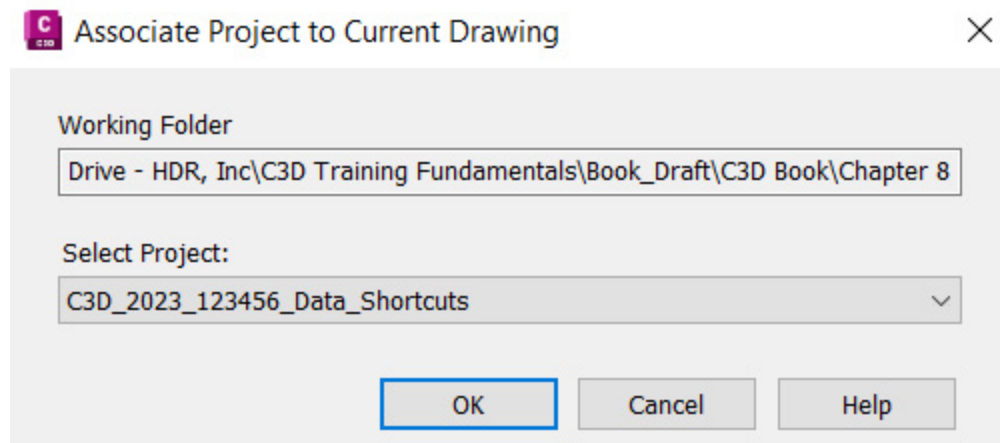 C
C3D
Associate Project to Current Drawing
Working Folder
Drive - HDR, Inc\C3D Training Fundamentals\Book_Draft\C3D Book\Chapter 8
Select Project:
C3D_2023_123456_Data_Shortcuts
OK Cancel Help